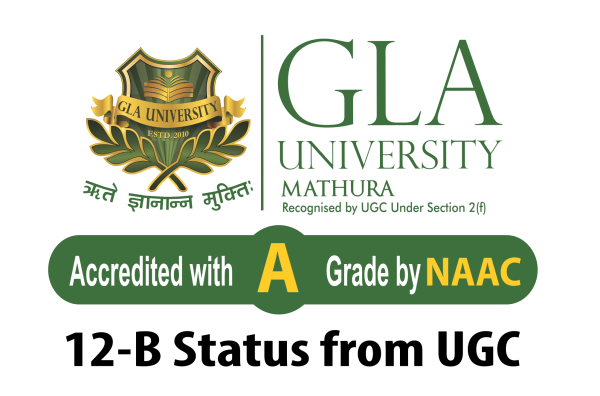 GLA UNIVERSITY
ESTD. 2010
ऋते ज्ञानान्न मुक्तिः
GLA
UNIVERSITY
MATHURA
Recognised by UGC Under Section 2(f)
Accredited with A Grade by NAAC
12-B Status from UGC